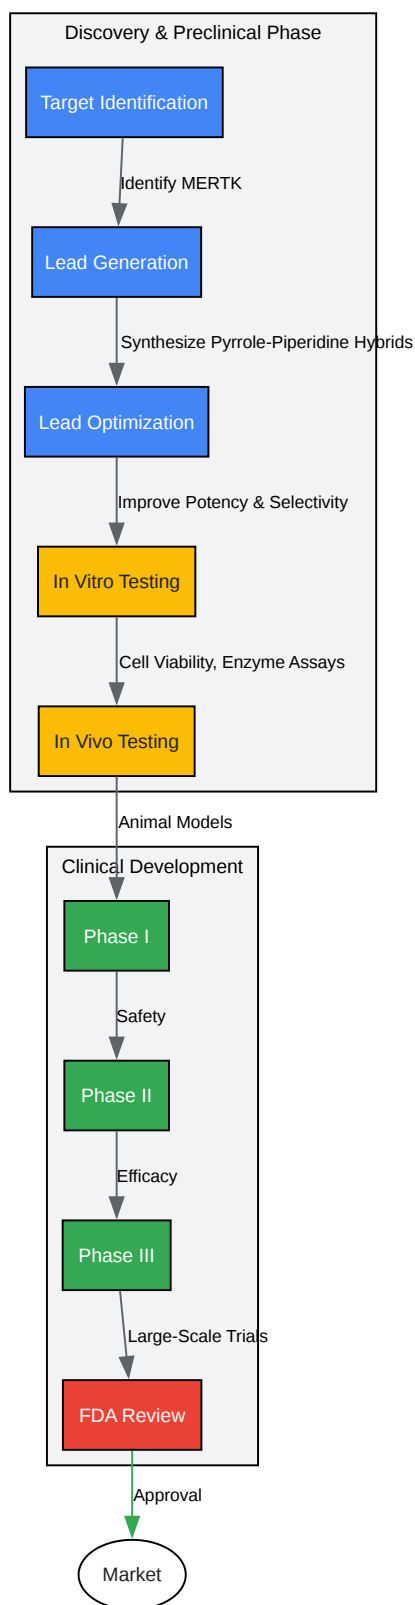 Discovery & Preclinical Phase
Target Identification
Identify MERTK
Lead Generation
Synthesize Pyrrole-Piperidine Hybrids
Lead Optimization
Improve Potency & Selectivity
In Vitro Testing
Cell Viability, Enzyme Assays
In Vivo Testing
Animal Models
Clinical Development
Phase I
Safety
Phase II
Efficacy
Phase III
Large-Scale Trials
FDA Review
Approval
Market